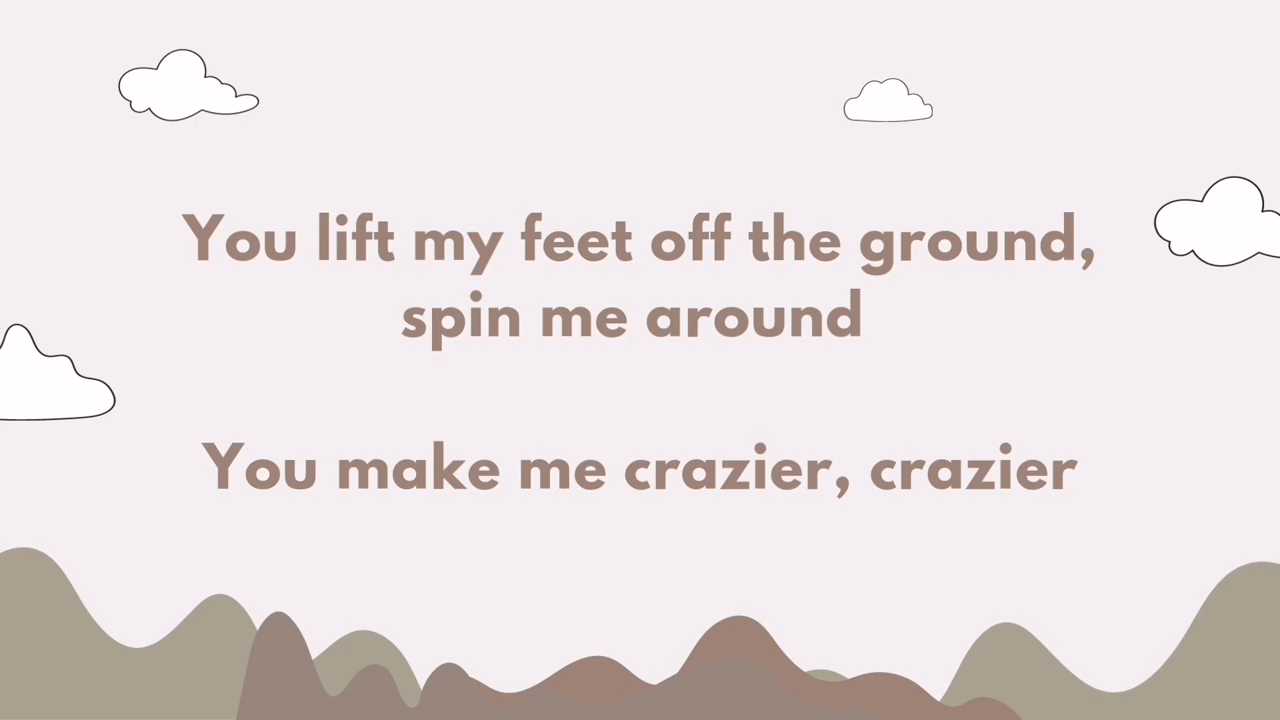 You lift my feet off the ground,
spin me around
You make me crazier, crazier